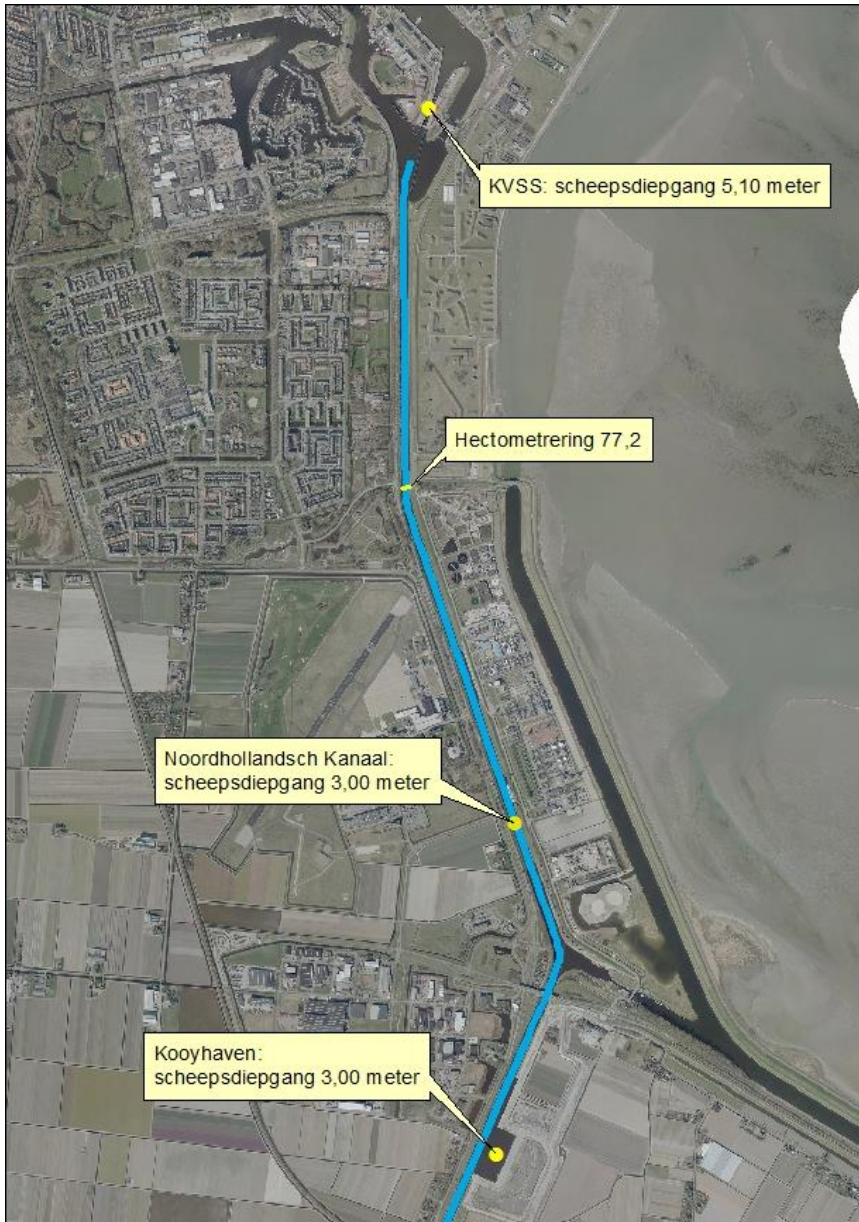 KVSS: scheepsdiepgang 5,10 meter
Hectometrering 77,2
Noordhollandsch Kanaal:
scheepsdiepgang 3,00 meter
Kooyhaven:
scheepsdiepgang 3,00 meter